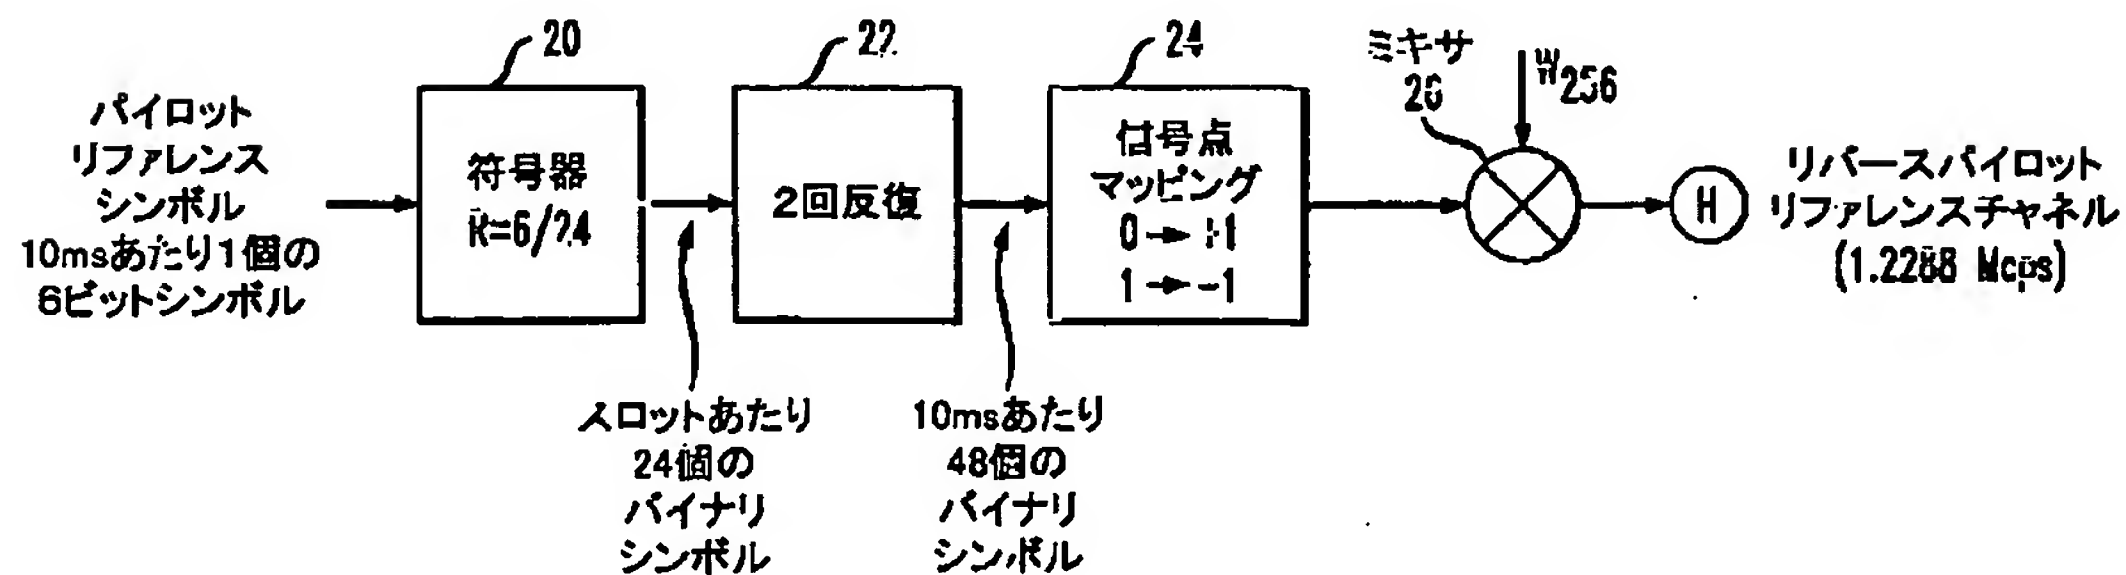 パイロット
リファレンス
シンボル
10msあたり1個の
6ビットシンボル
20
符号器
R=6/24
22
2回反復
24
信号点
マッピング
0→+1
1→-1
ミキサ
26
W256
H
リバースパイロット
リファレンスチャネル
(1.2288 Mcps)
スロットあたり
24個の
バイナリ
シンボル
10msあたり
48個の
バイナリ
シンボル